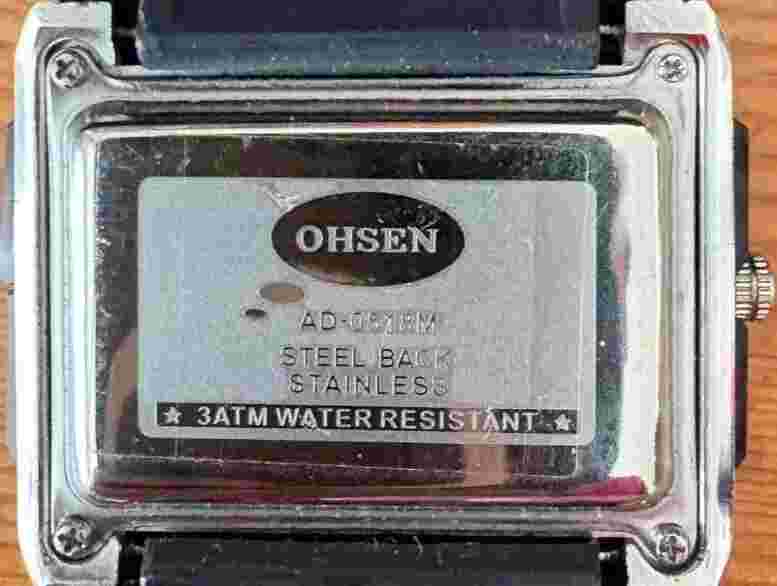 OHSEN
STEEL BACK
STAINLESS
★ 3ATM WATER RESISTANT ★